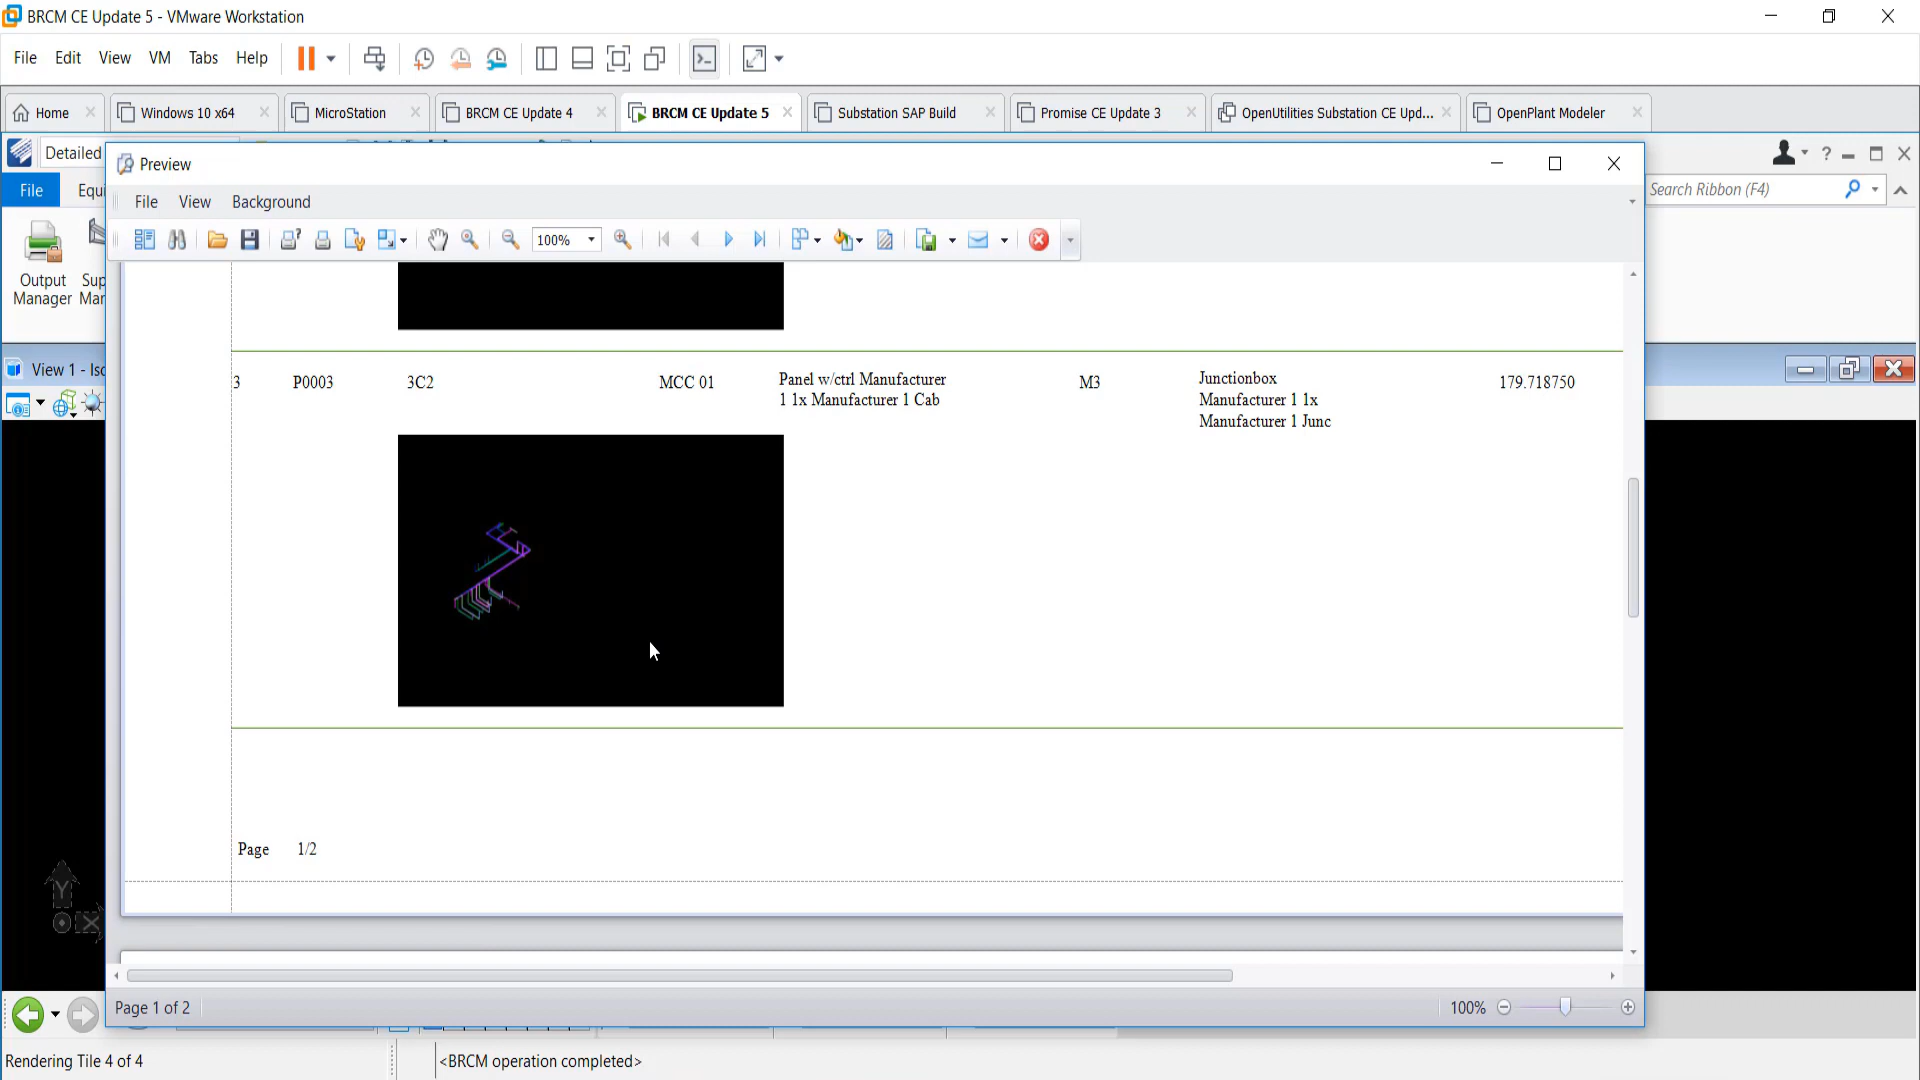 BRCM CE Update 5 - VMware Workstation
File Edit View VM Tabs Help
Home Windows 10 x64 MicroStation BRCM CE Update 4 BRCM CE Update 5 Substation SAP Build Promise CE Update 3 OpenUtilities Substation CE Upd... OpenPlant Modeler
Detailed
Preview
File Equi
Search Ribbon (F4)
File View Background
100%
Output
Manager
Sup
Mar
View 1 - Iso
3 P0003 3C2 MCC 01 Panel w/ctrl Manufacturer
1 1x Manufacturer 1 Cab
M3 Junctionbox
Manufacturer 1 1x
Manufacturer 1 Junc
179.718750
Page 1/2
Y
X
Page 1 of 2
100%
Rendering Tile 4 of 4
<BRCM operation completed>